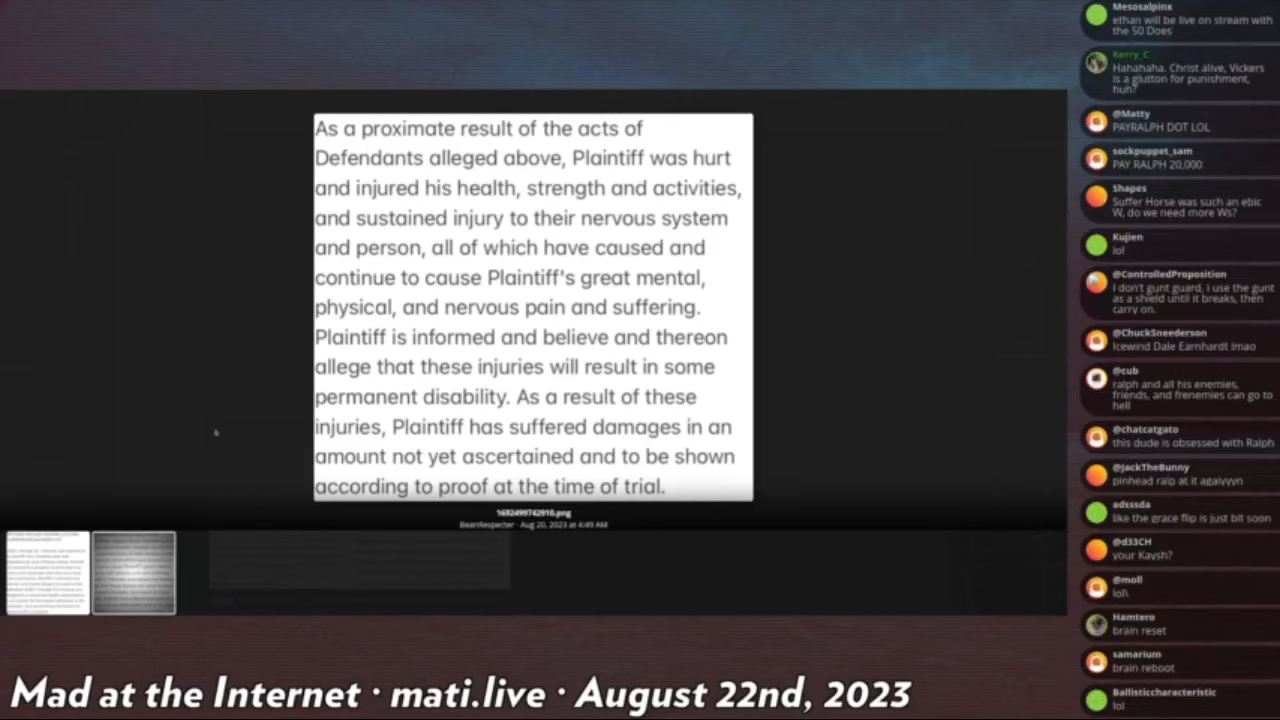 As a proximate result of the acts of
Defendants alleged above, Plaintiff was hurt
and injured his health, strength and activities,
and sustained injury to their nervous system
and person, all of which have caused and
continue to cause Plaintiff's great mental,
physical, and nervous pain and suffering.
Plaintiff is informed and believe and thereon
allege that these injuries will result in some
permanent disability. As a result of these
injuries, Plaintiff has suffered damages in an
amount not yet ascertained and to be shown
according to proof at the time of trial.
1692499742910.png
BeanRespecter · Aug 20, 2023 at 4:49 AM
Mad at the Internet · mati.live · August 22nd, 2023
Mesosalpinx
ethan will be live on stream with
the 50 Does
Kerry_C
Hahahaha. Christ alive, Vickers
is a glutton for punishment,
huh?
@Matty
PAYRALPH DOT LOL
sockpuppet_sam
PAY RALPH 20,000
Shapes
Suffer Horse was such an ebic
W, do we need more Ws?
Kujien
lol
@ControlledProposition
I don't gunt guard, I use the gunt
as a shield until it breaks, then
carry on.
@ChuckSneederson
Icewind Dale Earnhardt lmao
@cub
ralph and all his enemies,
friends, and frenemies can go to
hell
@chatcatgato
this dude is obsessed with Ralph
@JackTheBunny
pinhead ralp at it agalyyyn
adsssda
like the grace flip is just bit soon
@d33CH
your Kaysh?
@moll
lol\
Hamtero
brain reset
samarium
brain reboot
Ballisticcharacteristic
lol